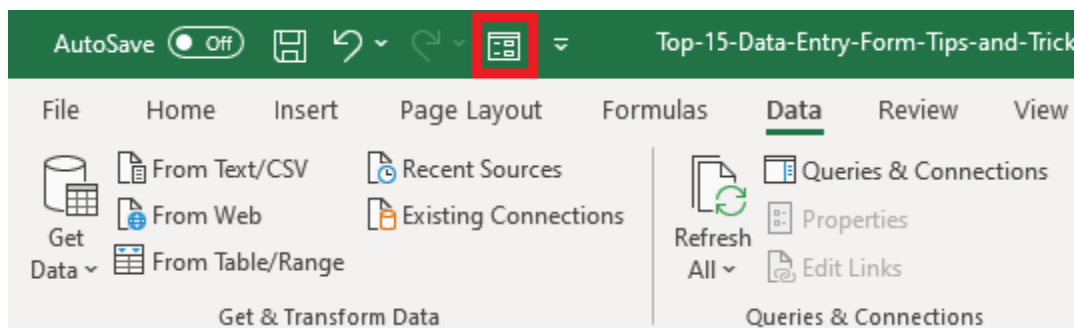 AutoSave Off Top-15-Data-Entry-Form-Tips-and-Trick
File Home Insert Page Layout Formulas Data Review View
Get Data
From Text/CSV
From Web
From Table/Range
Recent Sources
Existing Connections
Get & Transform Data
Refresh
All
Queries & Connections
Properties
Edit Links
Queries & Connections